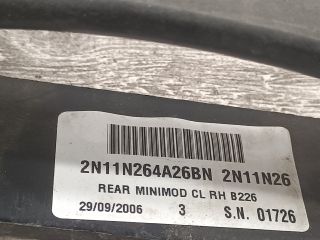 2N11N264A26BN 2N11N26
REAR MINIMOD CL RH B226
29/09/2006 3 S.N. 01726